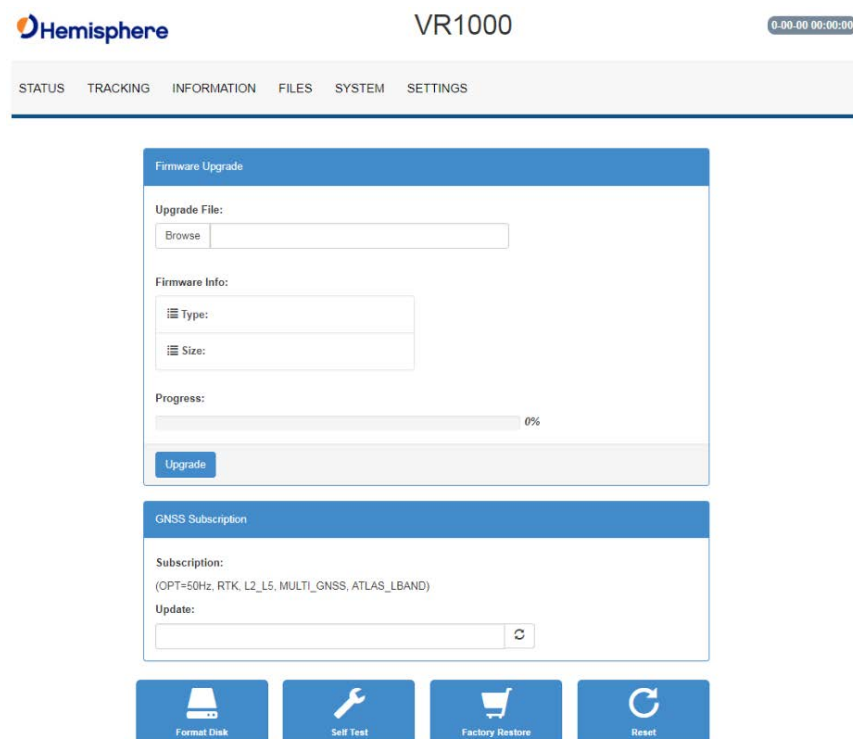 Hemisphere
VR1000
0-00-00 00:00:00
STATUS TRACKING INFORMATION FILES SYSTEM SETTINGS
Firmware Upgrade
Upgrade File:
Browse
Firmware Info:
Type:
Size:
Progress:
0%
Upgrade
GNSS Subscription
Subscription:
(OPT=50Hz, RTK, L2_L5, MULTI_GNSS, ATLAS_LBAND)
Update:
Format Disk Self Test Factory Restore Reset